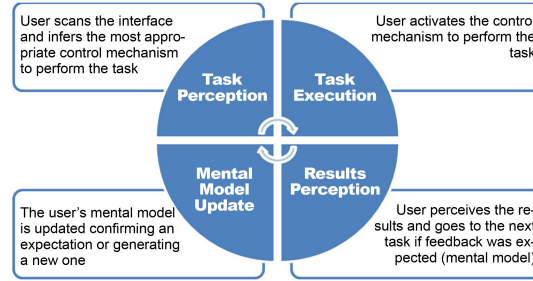 User scans the interface
and infers the most appro-
priate control mechanism
to perform the task
User activates the control
mechanism to perform the
task
Task
Perception
Task
Execution
Mental
Model
Update
Results
Perception
The user's mental model
is updated confirming an
expectation or generating
a new one
User perceives the re-
sults and goes to the next
task if feedback was ex-
pected (mental model)